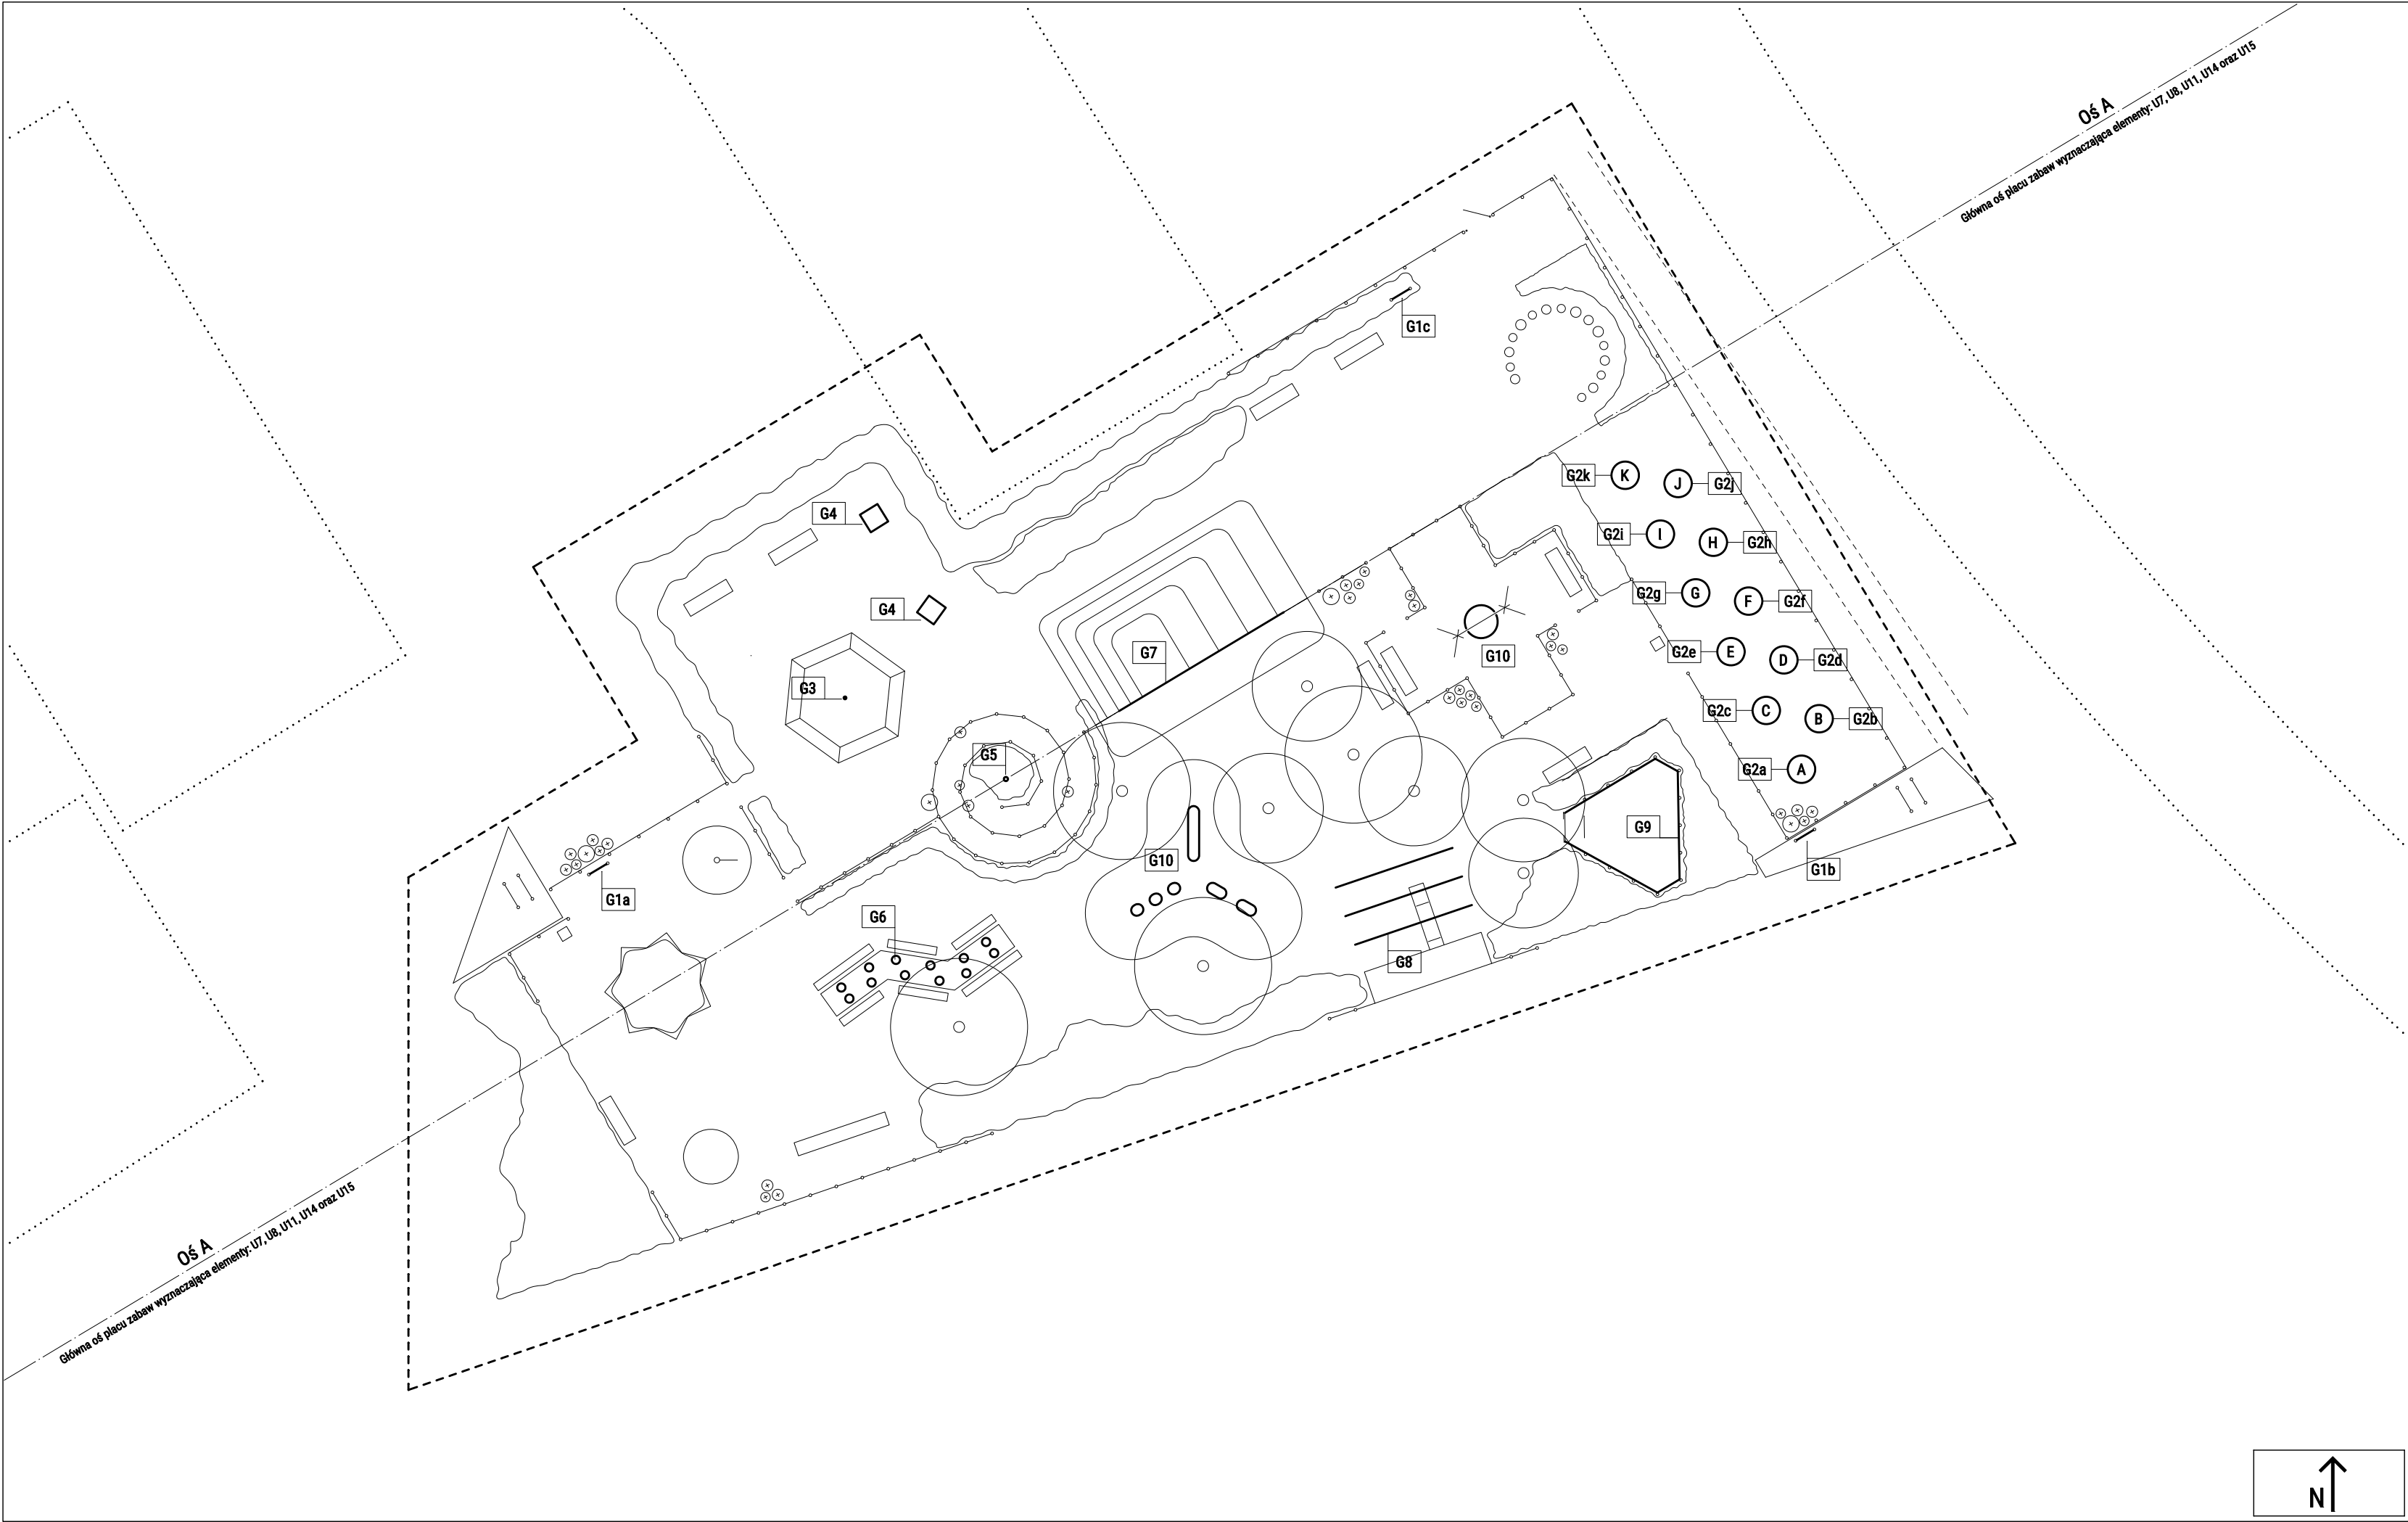 Oś A
Główna oś placu zabaw wyznaczająca elementy: U7, U8, U11, U14 oraz U15
G1c
G2k
K
J
G2j
G4
G2i
I
H
G2h
G4
G2g
G
F
G2f
G7
G10
G2e
E
D
G2d
G3
G2c
C
B
G2b
G5
G2a
A
G9
G10
G1b
G1a
G6
G8
Oś A
Główna oś placu zabaw wyznaczająca elementy: U7, U8, U11, U14 oraz U15
N